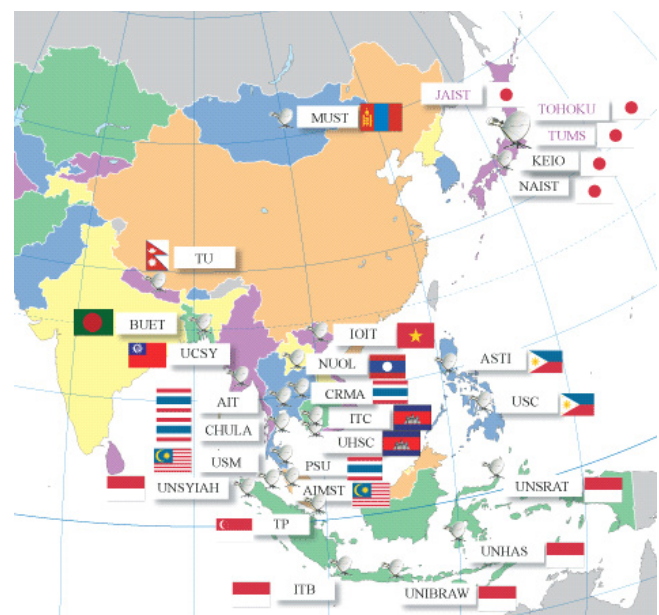 JAIST
MUST
TOHOKU
TUMS
KEIO
NAIST
TU
BUET
IOIT
UCSY
NUOL
ASTI
AIT
CRMA
USC
ITC
CHULA
UHSC
USM
PSU
UNSYIAH
AIMST
UNSRAT
TP
UNHAS
ITB
UNIBRAW